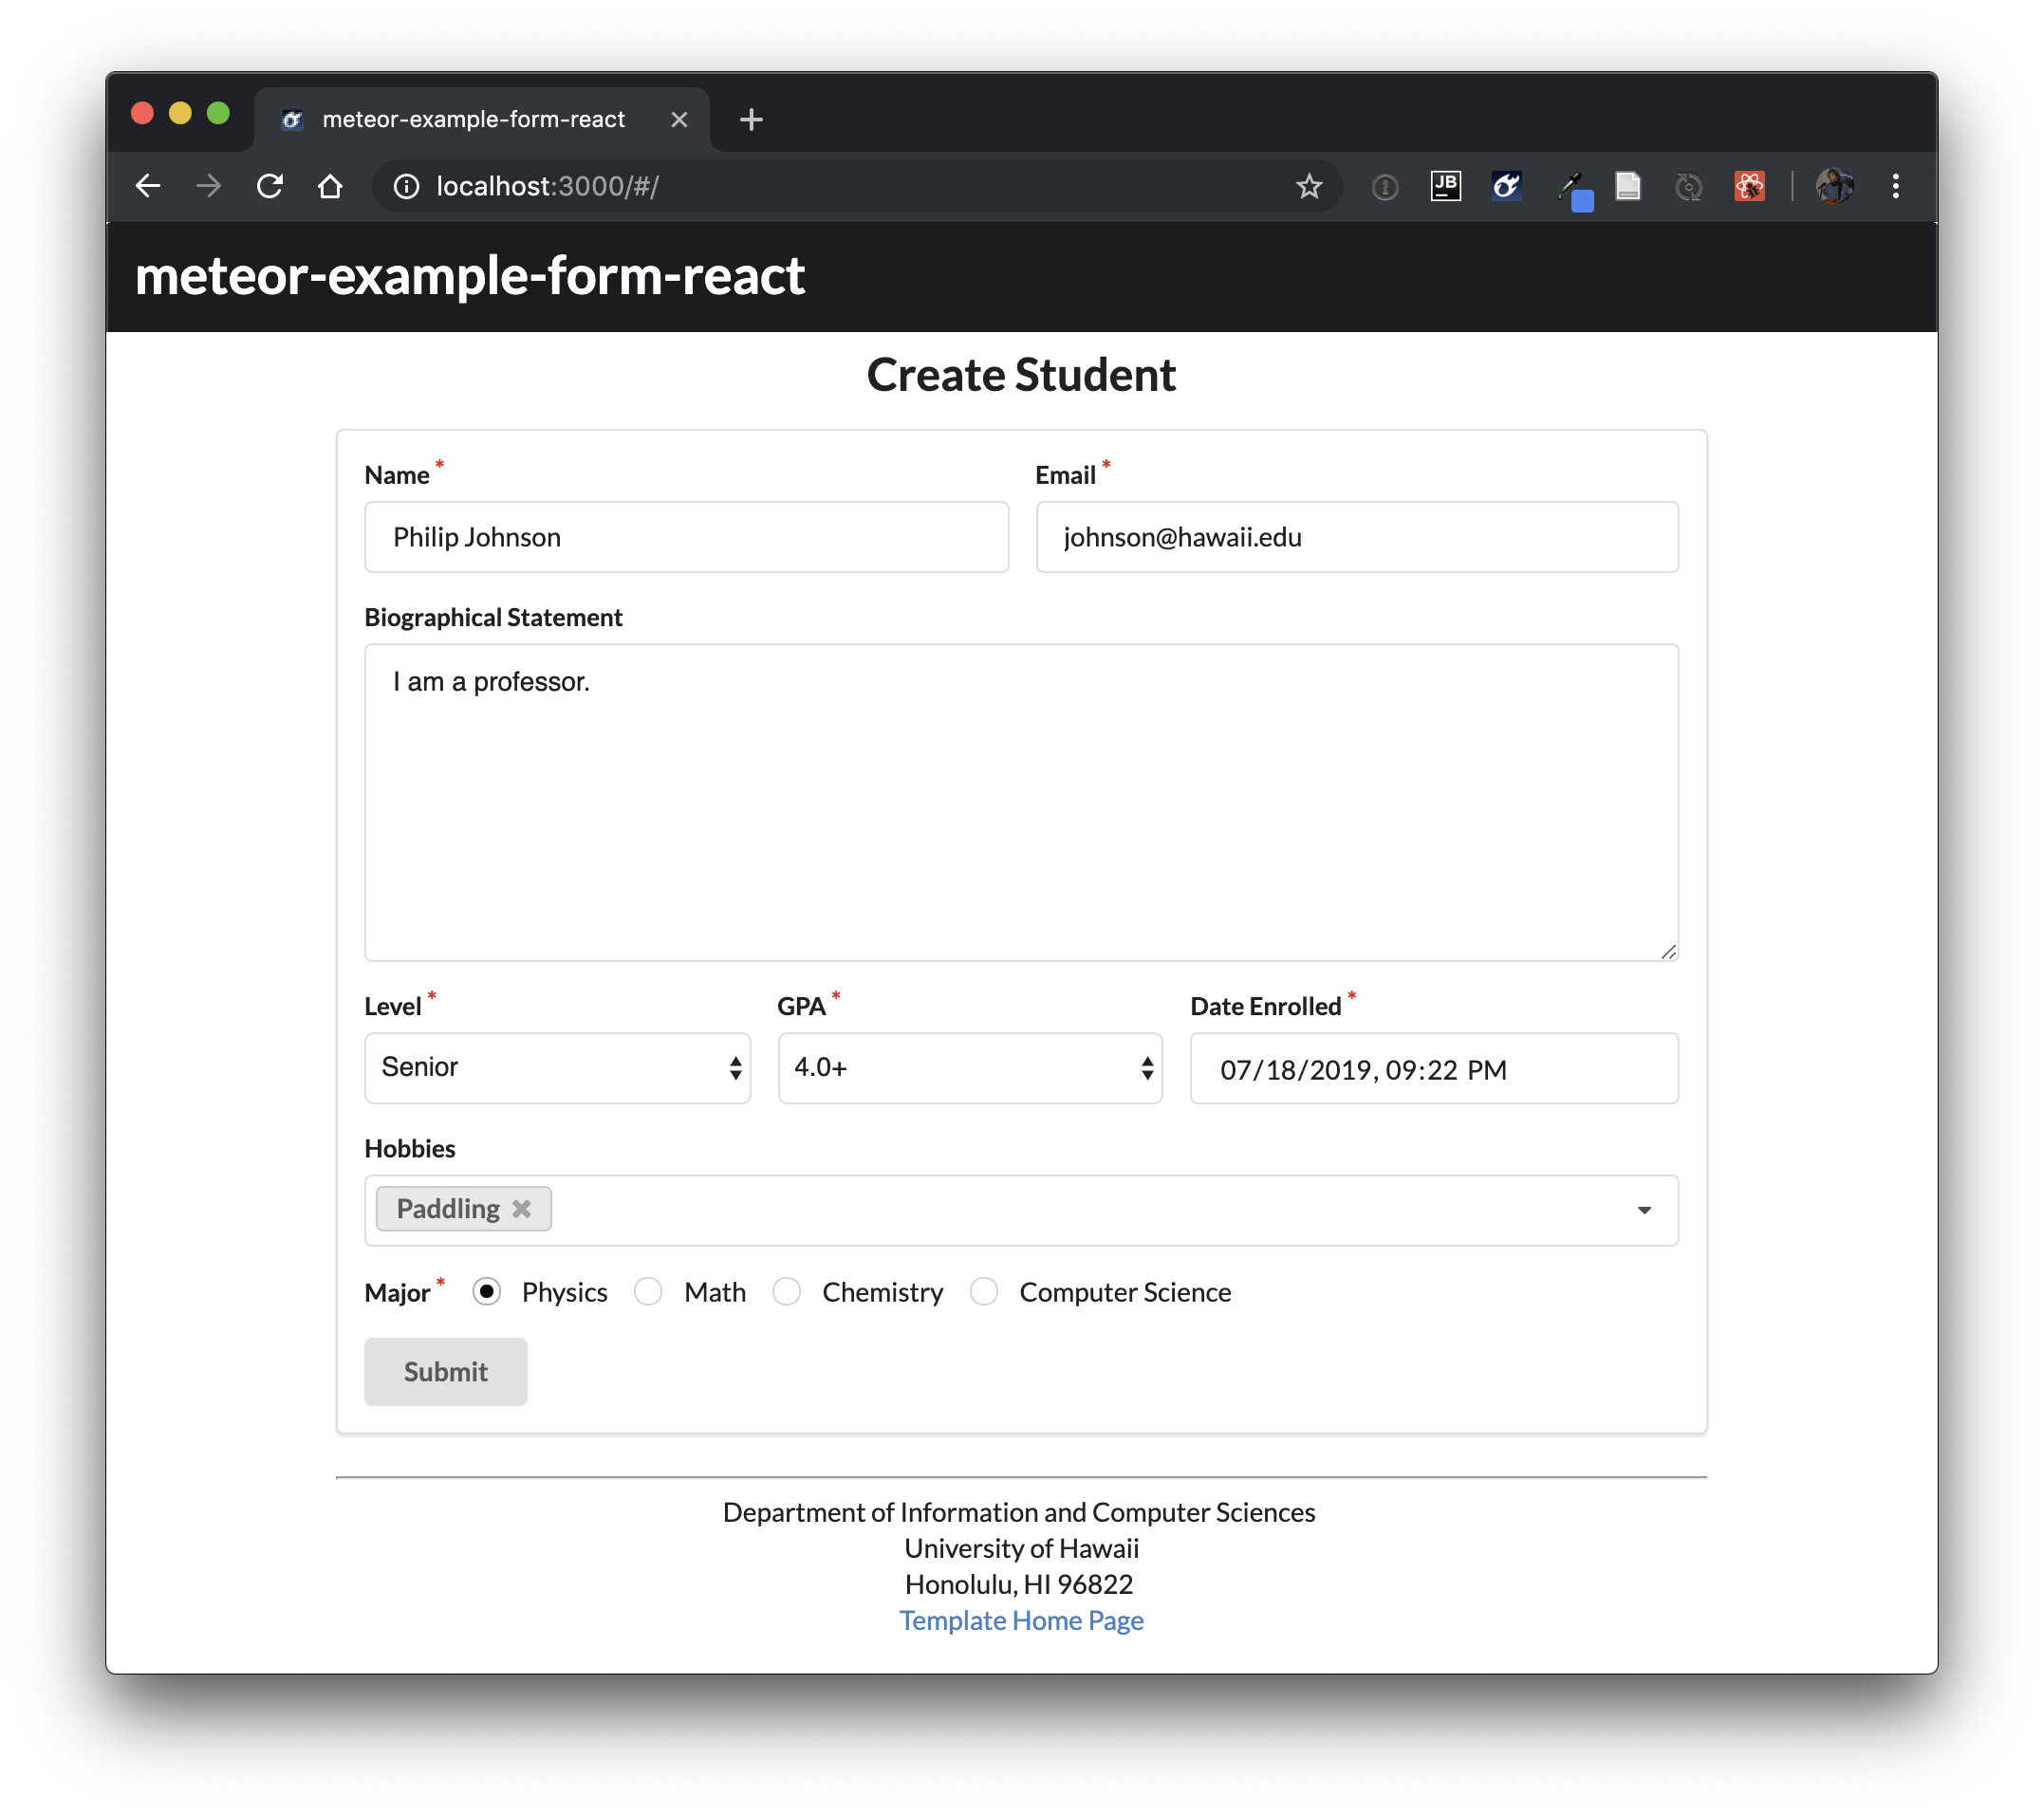 meteor-example-form-react
localhost:3000/#/
JB
meteor-example-form-react
Create Student
Name * Email *
Philip Johnson johnson@hawaii.edu
Biographical Statement
I am a professor.
Level * GPA * Date Enrolled *
Senior 4.0+ 07/18/2019, 09:22 PM
Hobbies
Paddling
Major * Physics Math Chemistry Computer Science
Submit
Department of Information and Computer Sciences
University of Hawaii
Honolulu, HI 96822
Template Home Page